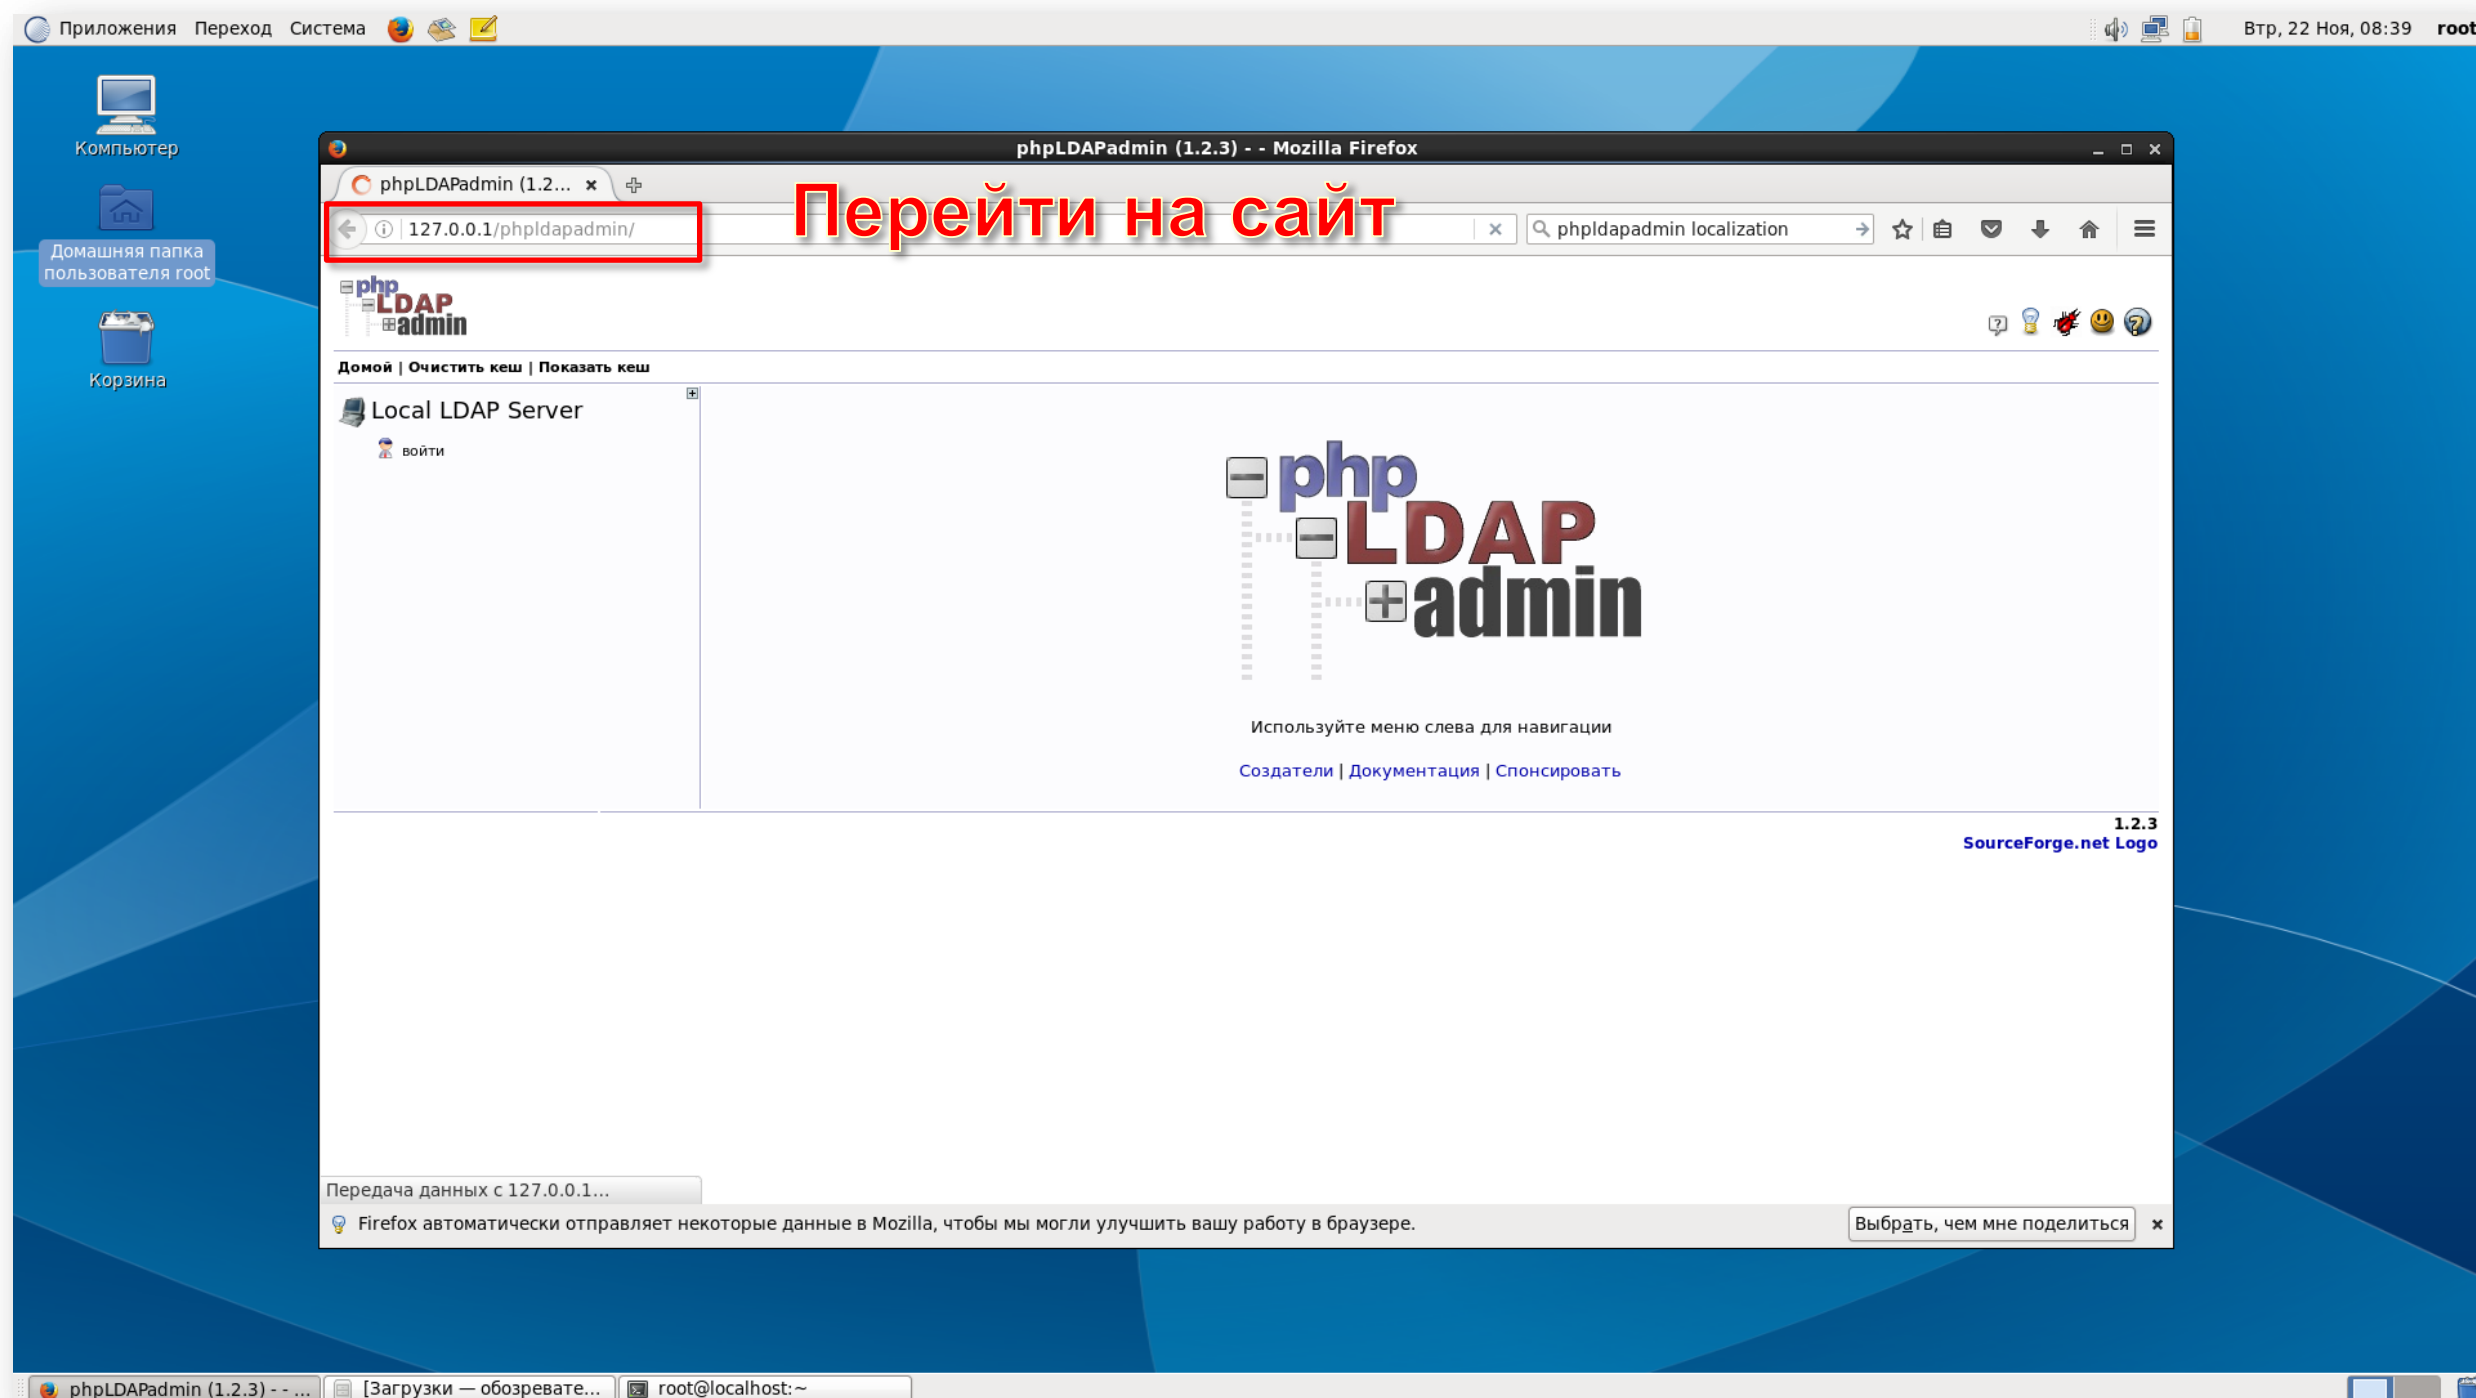 Приложения Переход Система
Втр, 22 Ноя, 08:39 root
Компьютер
Домашняя папка
пользователя root
Корзина
phpLDAPadmin (1.2.3) - - Mozilla Firefox
phpLDAPadmin (1.2...
127.0.0.1/phpldapadmin/
Перейти на сайт
phpldapadmin localization
php
LDAP
admin
Домой | Очистить кеш | Показать кеш
Local LDAP Server
войти
php
LDAP
admin
Используйте меню слева для навигации
Создатели | Документация | Спонсировать
1.2.3
SourceForge.net Logo
Передача данных с 127.0.0.1...
Firefox автоматически отправляет некоторые данные в Mozilla, чтобы мы могли улучшить вашу работу в браузере.
Выбрать, чем мне поделиться
phpLDAPadmin (1.2.3) - - ...
[Загрузки — обозревате...
root@localhost:~